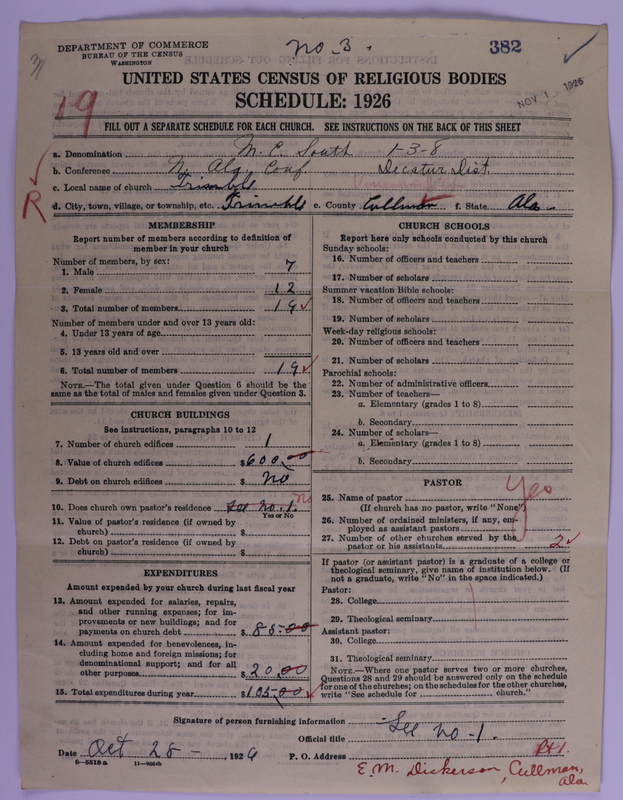 DEPARTMENT OF COMMERCE
BUREAU OF THE CENSUS
WASHINGTON
No 3.
382
UNITED STATES CENSUS OF RELIGIOUS BODIES
SCHEDULE: 1926
NOV 1 1926
19
FILL OUT A SEPARATE SCHEDULE FOR EACH CHURCH. SEE INSTRUCTIONS ON THE BACK OF THIS SHEET
a. Denomination M. E. South 1-3-8
b. Conference N. Ala. Conf Decatur Dist.
c. Local name of church Trimble
d. City, town, village, or township, etc. Trimble e. County Cullman f. State Ala
R
MEMBERSHIP
Report number of members according to definition of
member in your church
Number of members, by sex:
1. Male 7
2. Female 12
3. Total number of members 19
Number of members under and over 13 years old:
4. Under 13 years of age
5. 13 years old and over
6. Total number of members 19
NOTE.—The total given under Question 6 should be the
same as the total of males and females given under Question 3.
CHURCH BUILDINGS
See instructions, paragraphs 10 to 12
7. Number of church edifices 1
8. Value of church edifices $600.00
9. Debt on church edifices $ no
10. Does church own pastor's residence See No. 1. no
Yes or No
11. Value of pastor's residence (if owned by
church) $
12. Debt on pastor's residence (if owned by
church) $
EXPENDITURES
Amount expended by your church during last fiscal year
13. Amount expended for salaries, repairs,
and other running expenses; for im-
provements or new buildings; and for
payments on church debt $ 85.00
14. Amount expended for benevolences, in-
cluding home and foreign missions; for
denominational support; and for all
other purposes $ 20.00
15. Total expenditures during year $105.00
CHURCH SCHOOLS
Report here only schools conducted by this church
Sunday schools:
16. Number of officers and teachers
17. Number of scholars
Summer vacation Bible schools:
18. Number of officers and teachers
19. Number of scholars
Week-day religious schools:
20. Number of officers and teachers
21. Number of scholars
Parochial schools:
22. Number of administrative officers
23. Number of teachers—
a. Elementary (grades 1 to 8)
b. Secondary
24. Number of scholars—
a. Elementary (grades 1 to 8)
b. Secondary
PASTOR
25. Name of pastor Yes
(If church has no pastor, write "None")
26. Number of ordained ministers, if any, em-
ployed as assistant pastors
27. Number of other churches served by the
pastor or his assistants 2
If pastor (or assistant pastor) is a graduate of a college or
theological seminary, give name of institution below. (If
not a graduate, write "No" in the space indicated.)
Pastor:
28. College
29. Theological seminary
Assistant pastor:
30. College
31. Theological seminary
NOTE.—Where one pastor serves two or more churches,
Questions 28 and 29 should be answered only on the schedule
for one of the churches; on the schedules for the other churches,
write "See schedule for church."
Signature of person furnishing information See no-1.
Official title
Date Oct 28 - , 1926 P. O. Address Rt 1.
8-5518a 11-9054b
E. M. Dickerson, Cullman,
Ala.